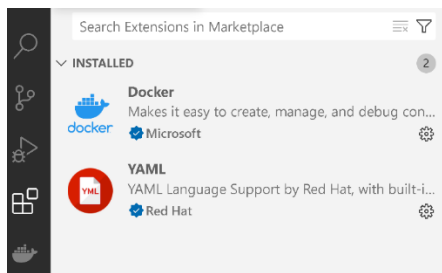 Search Extensions in Marketplace
INSTALLED
2
Docker
Makes it easy to create, manage, and debug con...
docker
Microsoft
YAML
YML
YAML Language Support by Red Hat, with built-i...
Red Hat